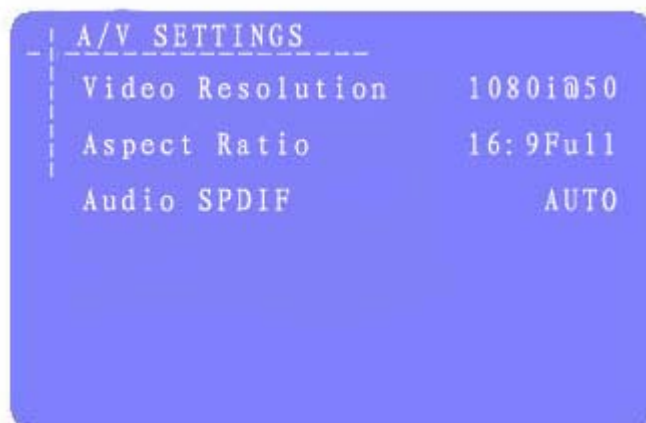 A/V SETTINGS
Video Resolution 1080i@50
Aspect Ratio 16:9Full
Audio SPDIF AUTO